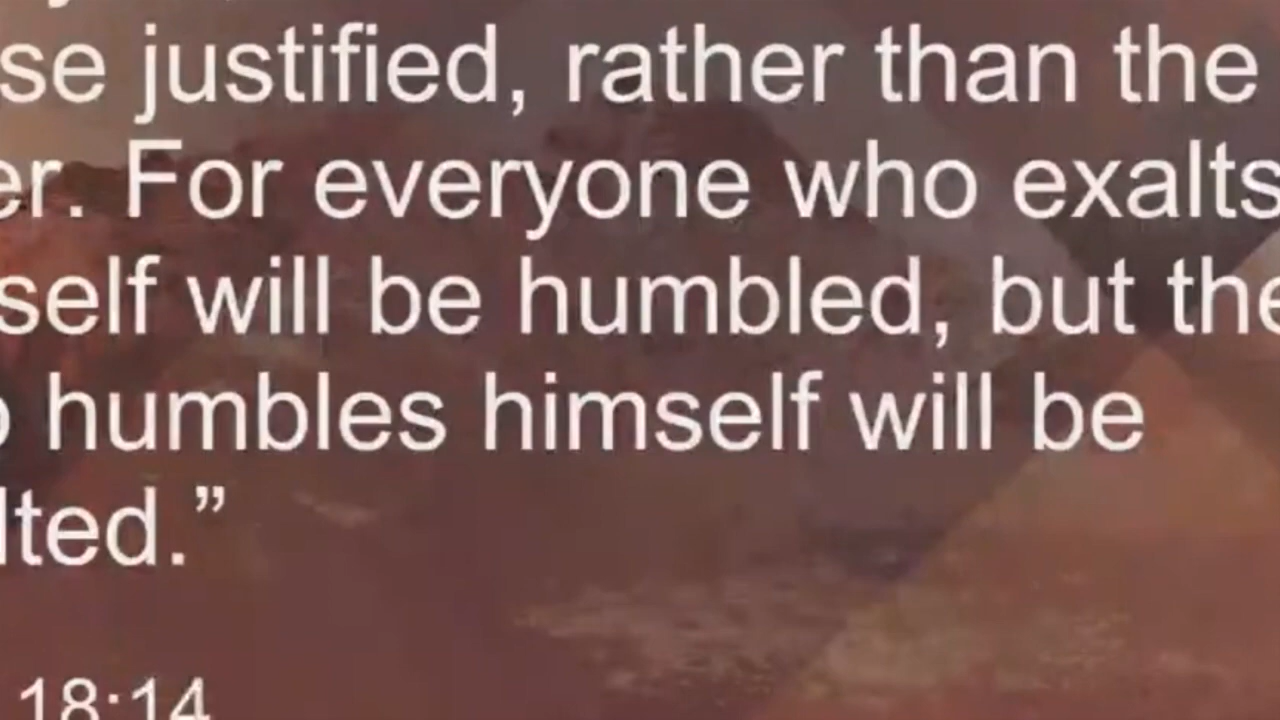 se justified, rather than the
er. For everyone who exalts
self will be humbled, but the
humbles himself will be
lted.”
18:14